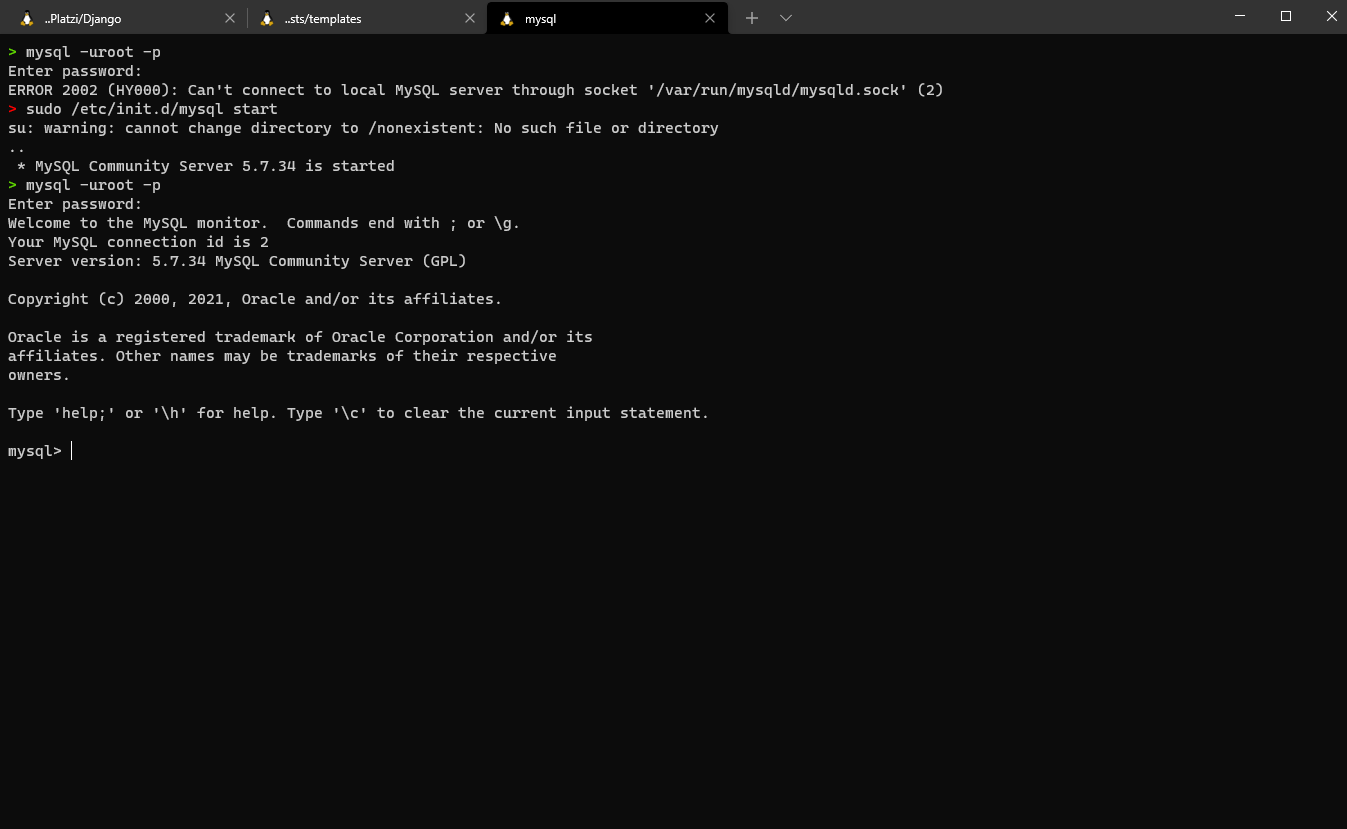 ..Platzi/Django
..sts/templates
mysql
> mysql -uroot -p
Enter password:
ERROR 2002 (HY000): Can't connect to local MySQL server through socket '/var/run/mysqld/mysqld.sock' (2)
> sudo /etc/init.d/mysql start
su: warning: cannot change directory to /nonexistent: No such file or directory
..
 * MySQL Community Server 5.7.34 is started
> mysql -uroot -p
Enter password:
Welcome to the MySQL monitor.  Commands end with ; or \g.
Your MySQL connection id is 2
Server version: 5.7.34 MySQL Community Server (GPL)
Copyright (c) 2000, 2021, Oracle and/or its affiliates.
Oracle is a registered trademark of Oracle Corporation and/or its
affiliates. Other names may be trademarks of their respective
owners.
Type 'help;' or '\h' for help. Type '\c' to clear the current input statement.
mysql>